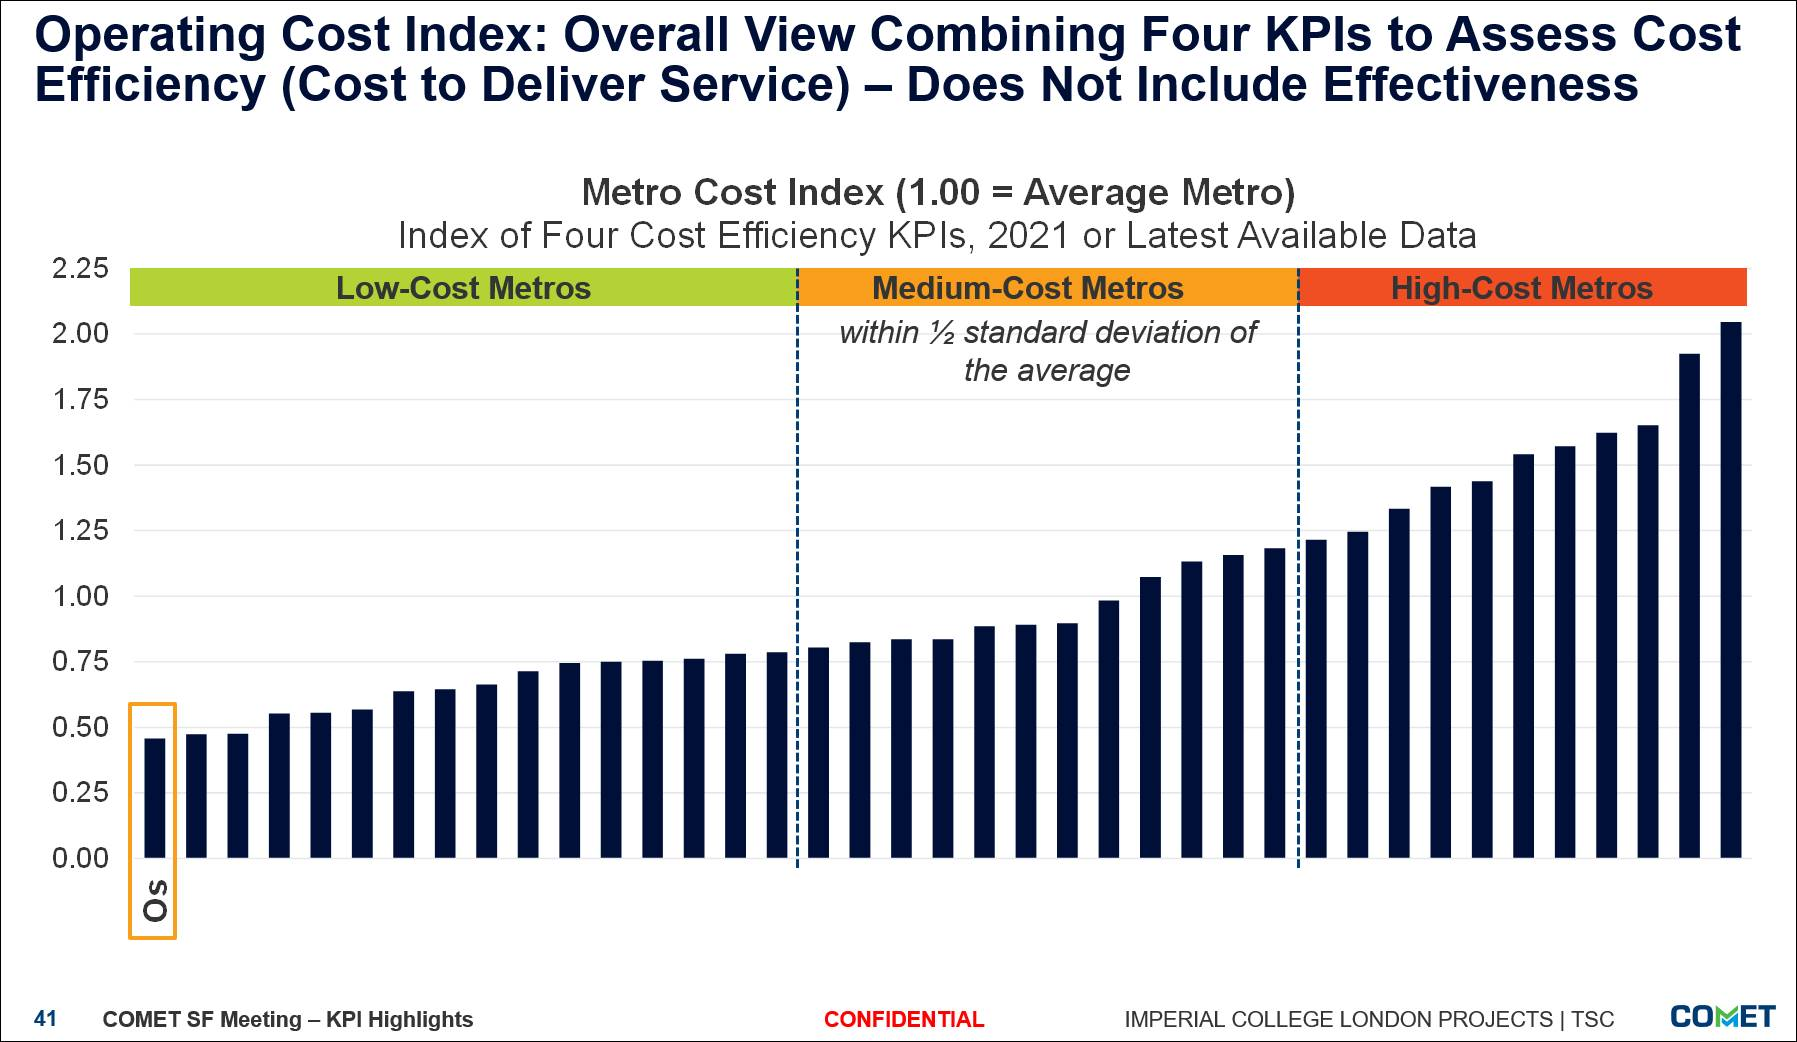 Operating Cost Index: Overall View Combining Four KPIs to Assess Cost
Efficiency (Cost to Deliver Service) – Does Not Include Effectiveness
Metro Cost Index (1.00 = Average Metro)
Index of Four Cost Efficiency KPIs, 2021 or Latest Available Data
2.25
Low-Cost Metros
Medium-Cost Metros
High-Cost Metros
within ½ standard deviation of
the average
2.00
1.75
1.50
1.25
1.00
0.75
0.50
0.25
0.00
Os
41
COMET SF Meeting – KPI Highlights
CONFIDENTIAL
IMPERIAL COLLEGE LONDON PROJECTS | TSC
COMET